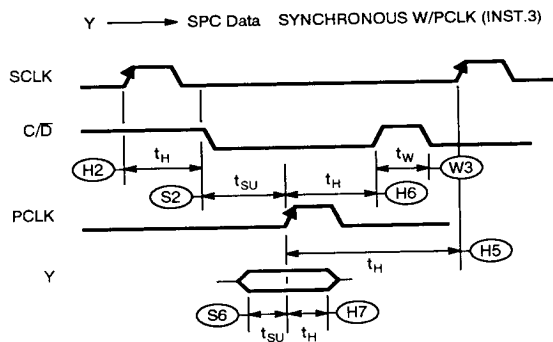 Y → SPC Data SYNCHRONOUS W/PCLK (INST.3)
SCLK
C/D̅
H2 tH tW W3
S2 tSU tH H6
PCLK
tH H5
Y
S6 tSU tH H7